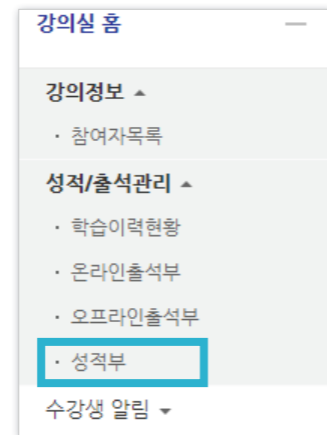 강의실 홈
강의정보
· 참여자목록
성적/출석관리
· 학습이력현황
· 온라인출석부
· 오프라인출석부
· 성적부
수강생 알림